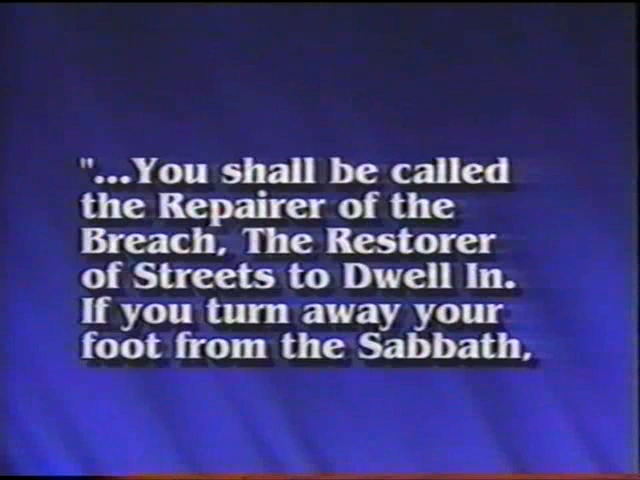 "...You shall be called
the Repairer of the
Breach, The Restorer
of Streets to Dwell In.
If you turn away your
foot from the Sabbath,